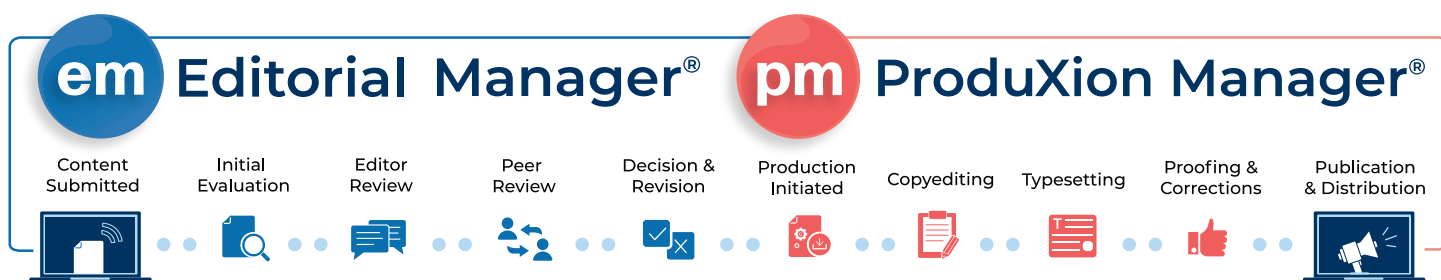 em Editorial Manager®
pm ProduXion Manager®
Content
Submitted
Initial
Evaluation
Editor
Review
Peer
Review
Decision &
Revision
Production
Initiated
Copyediting
Typesetting
Proofing &
Corrections
Publication
& Distribution
T